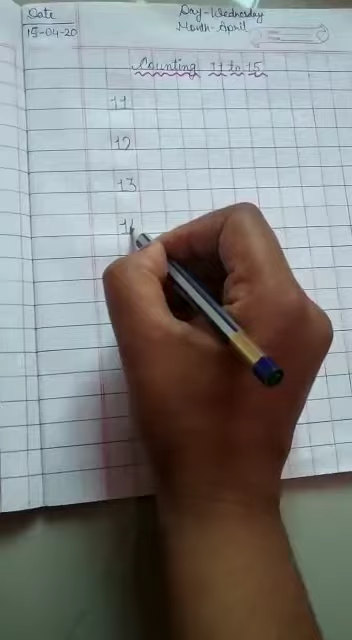 Date
15-04-20
Day-Wednesday
Month-April
Counting 11 to 15
11
12
13